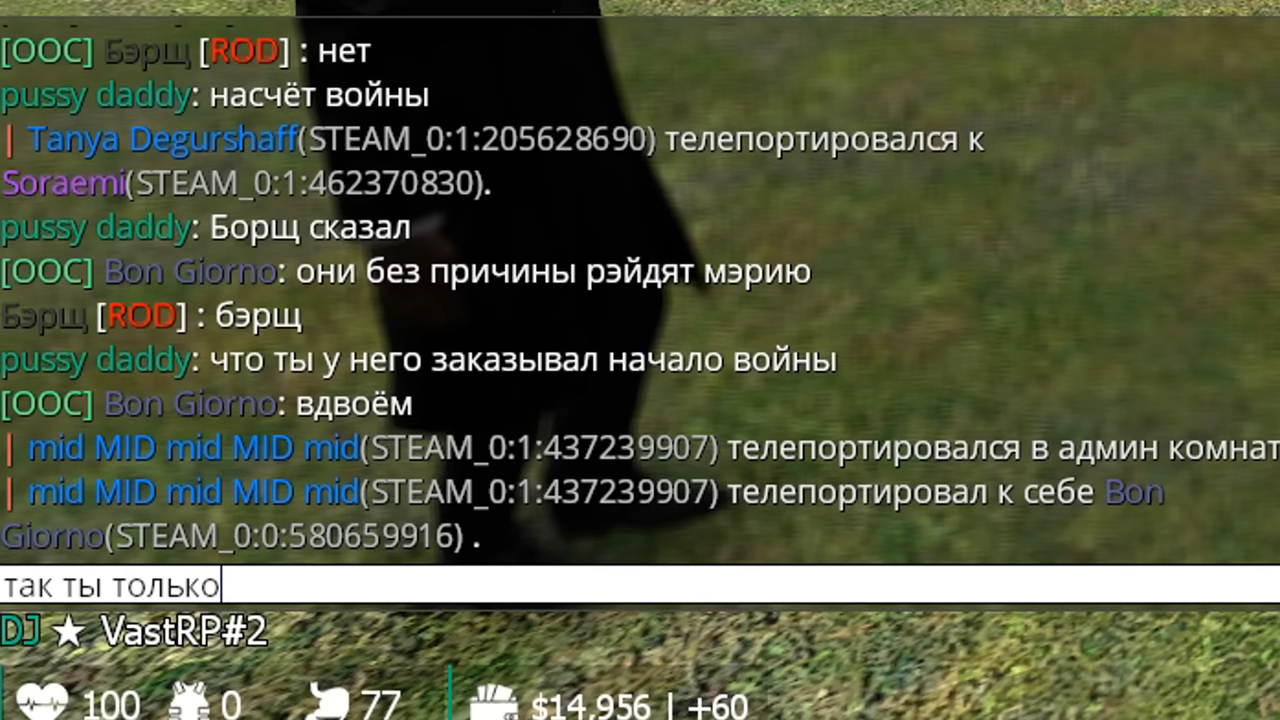 [OOC] Бэрщ [ROD] : нет
pussy daddy: насчёт войны
| Tanya Degurshaff(STEAM_0:1:205628690) телепортировался к
Soraemi(STEAM_0:1:462370830).
pussy daddy: Борщ сказал
[OOC] Bon Giorno: они без причины рэйдят мэрию
Бэрщ [ROD] : бэрщ
pussy daddy: что ты у него заказывал начало войны
[OOC] Bon Giorno: вдвоём
| mid MID mid MID mid(STEAM_0:1:437239907) телепортировался в админ комнат
| mid MID mid MID mid(STEAM_0:1:437239907) телепортировал к себе Bon
Giorno(STEAM_0:0:580659916) .
так ты только
DJ ★ VastRP#2
100 0 77 $14,956 | +60